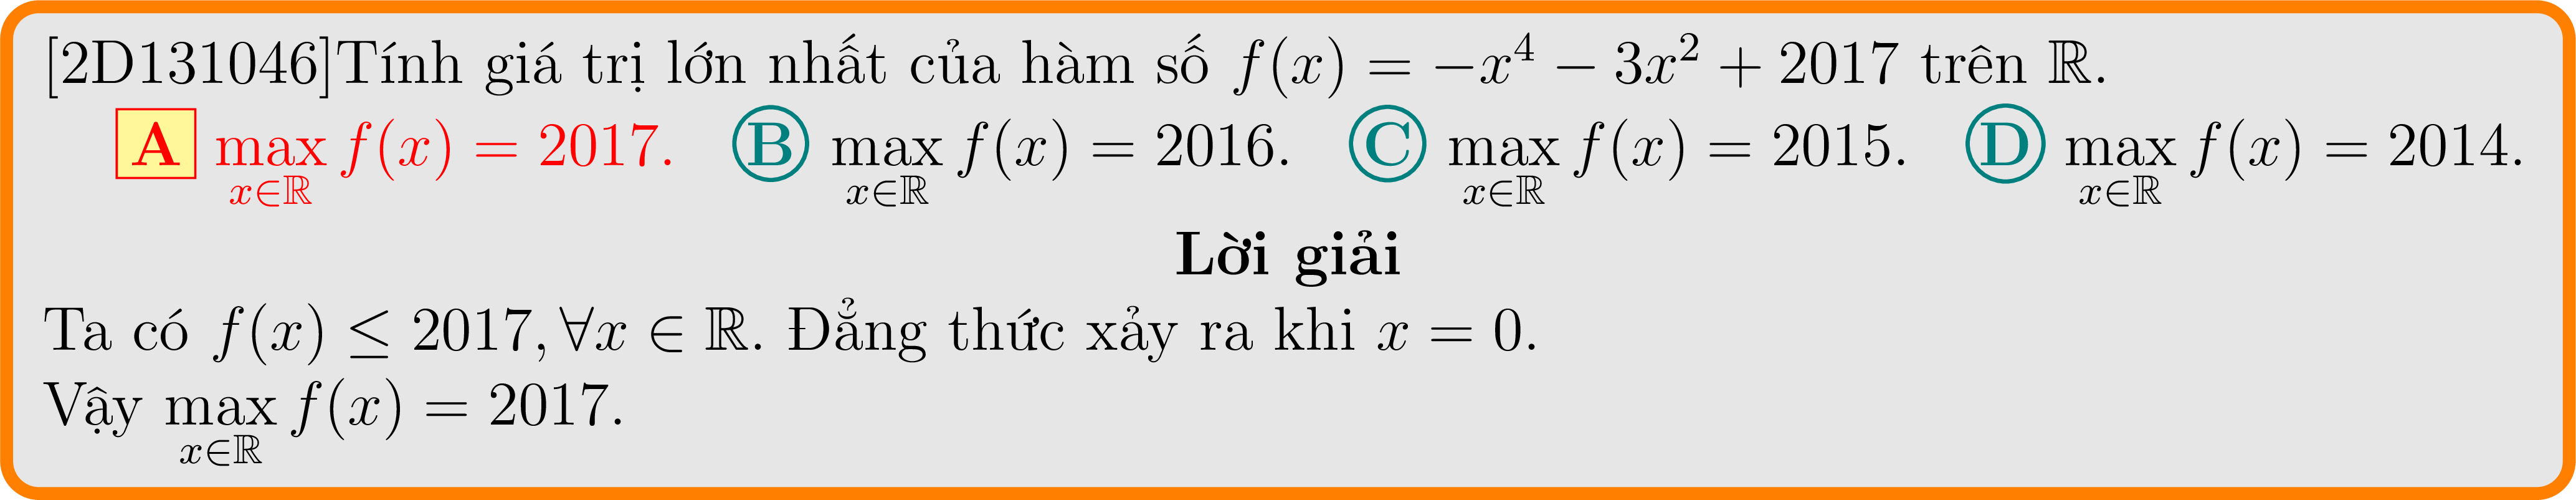 [2D131046]Tính giá trị lớn nhất của hàm số f(x) = −x⁴ − 3x² + 2017 trên ℝ.
A max_{x∈ℝ} f(x) = 2017. B max_{x∈ℝ} f(x) = 2016. C max_{x∈ℝ} f(x) = 2015. D max_{x∈ℝ} f(x) = 2014.
Lời giải
Ta có f(x) ≤ 2017, ∀x ∈ ℝ. Đẳng thức xảy ra khi x = 0.
Vậy max_{x∈ℝ} f(x) = 2017.